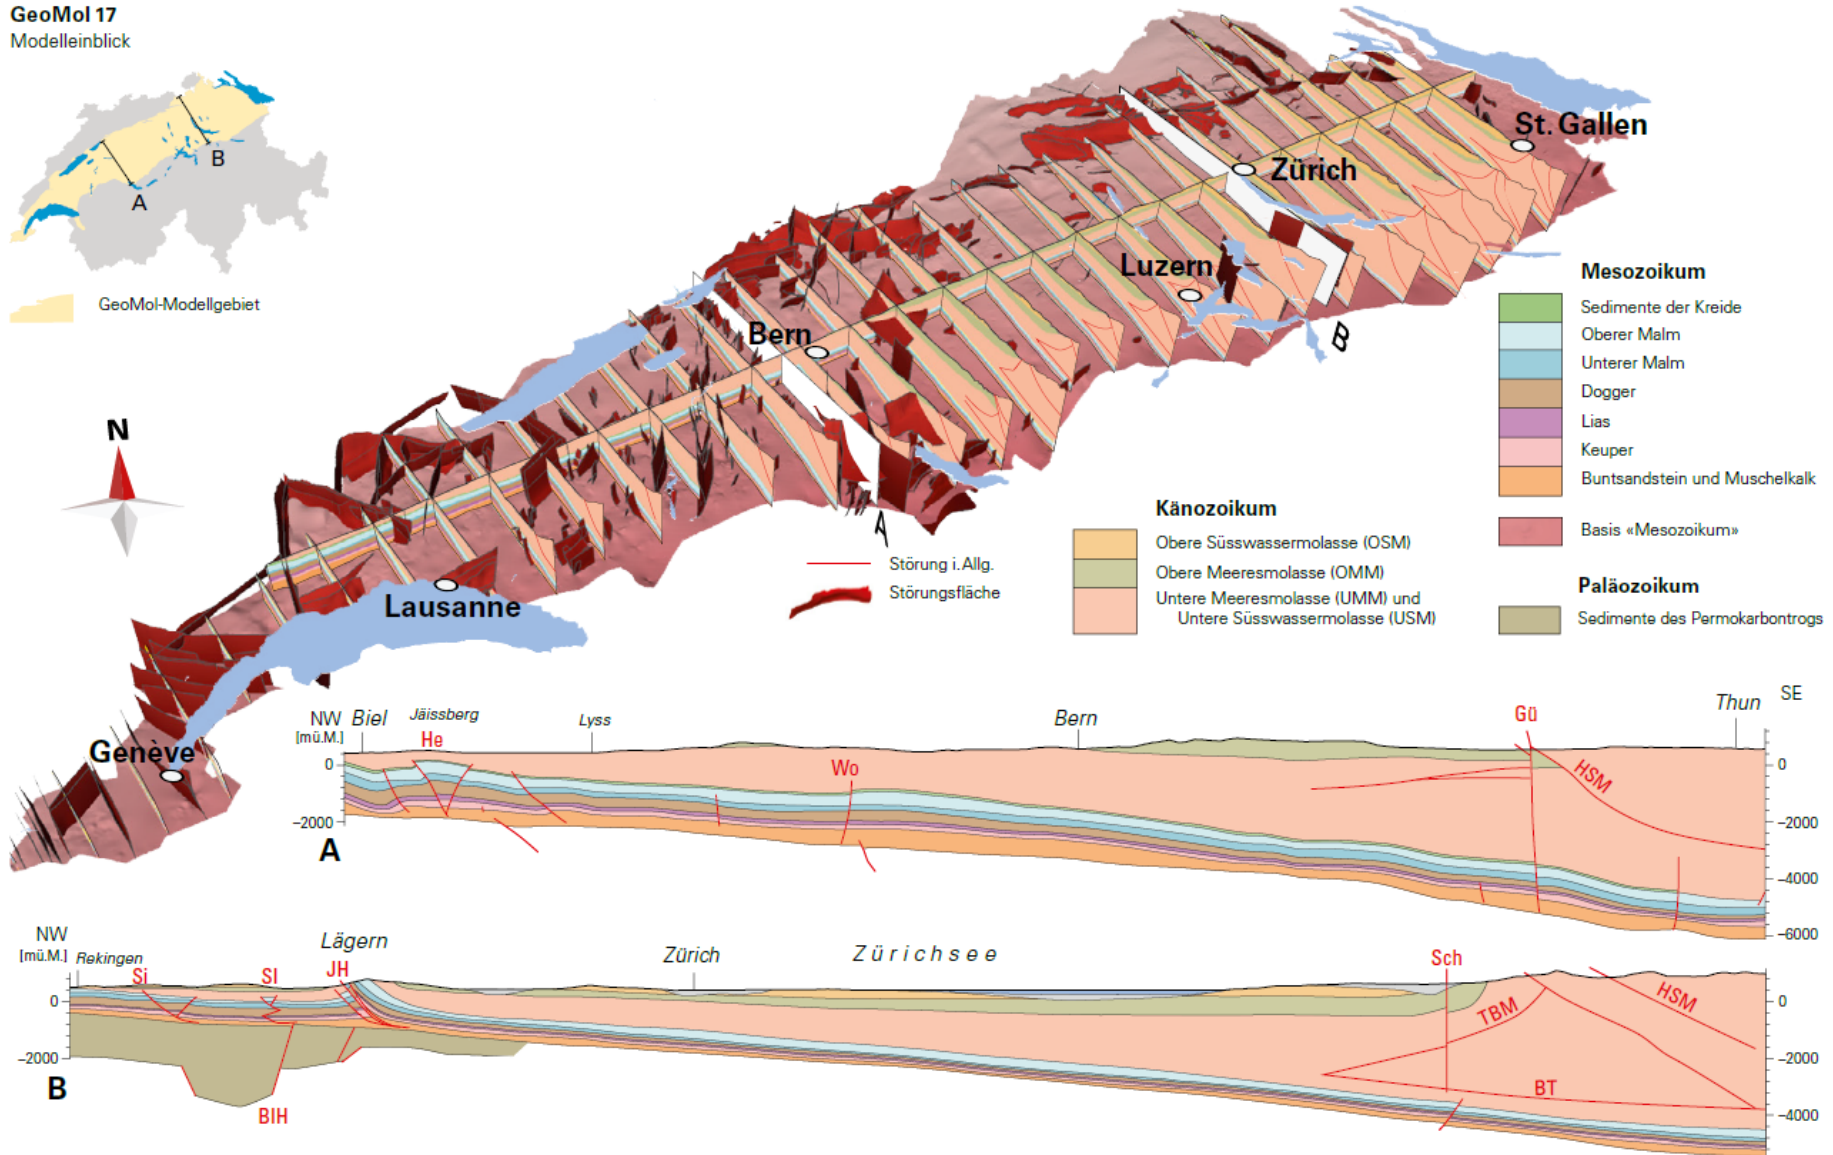 GeoMol 17
Modelleinblick
A
B
GeoMol-Modellgebiet
N
St. Gallen
Zürich
Luzern
Bern
Lausanne
Genève
A
B
Störung i. Allg.
Störungsfläche
Känozoikum
Obere Süsswassermolasse (OSM)
Obere Meeresmolasse (OMM)
Untere Meeresmolasse (UMM) und
Untere Süsswassermolasse (USM)
Mesozoikum
Sedimente der Kreide
Oberer Malm
Unterer Malm
Dogger
Lias
Keuper
Buntsandstein und Muschelkalk
Basis «Mesozoikum»
Paläozoikum
Sedimente des Permokarbontrogs
NW
[mü.M.]
Biel
Jäissberg
He
Lyss
Wo
Bern
Gü
HSM
Thun
SE
0
−2000
A
0
−2000
−4000
−6000
NW
[mü.M.]
Rekingen
Si
Sl
Lägern
JH
Zürich
Zürichsee
Sch
TBM
HSM
BT
BIH
0
−2000
B
0
−2000
−4000